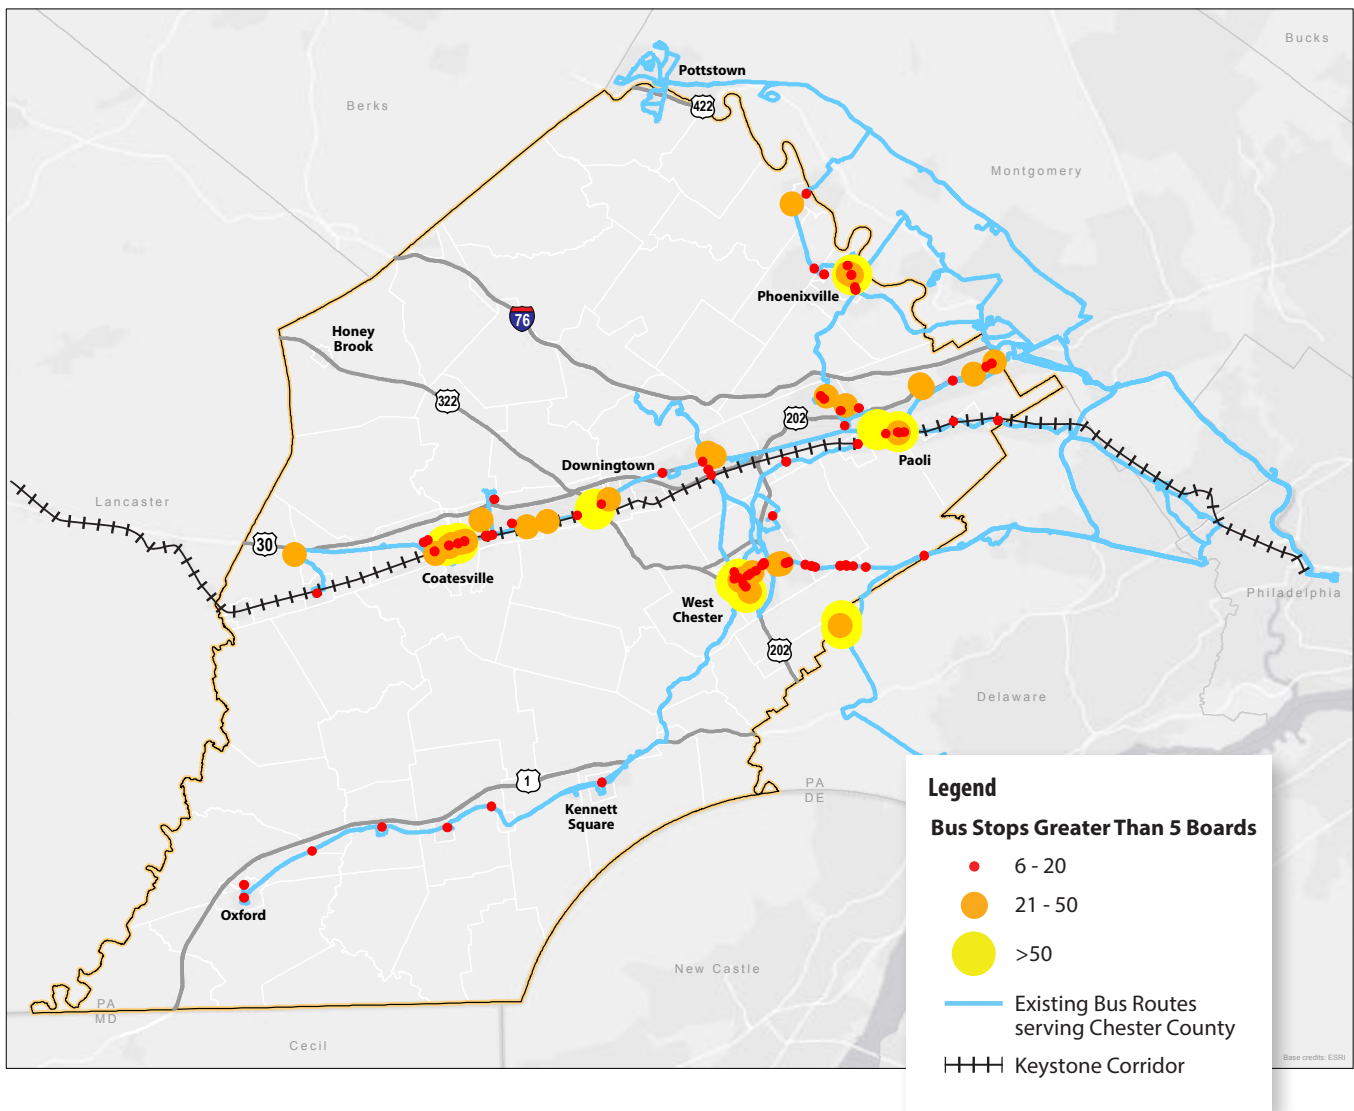 Bucks
Pottstown
Berks
422
Montgomery
Phoenixville
76
Honey
Brook
322
202
Paoli
Downingtown
Lancaster
30
Coatesville
West
Chester
Philadelphia
202
Delaware
1
PA
DE
Kennett
Square
Oxford
New Castle
PA
MD
Cecil
Legend
Bus Stops Greater Than 5 Boards
6 - 20
21 - 50
>50
Existing Bus Routes
serving Chester County
Keystone Corridor
Base credits: ESRI